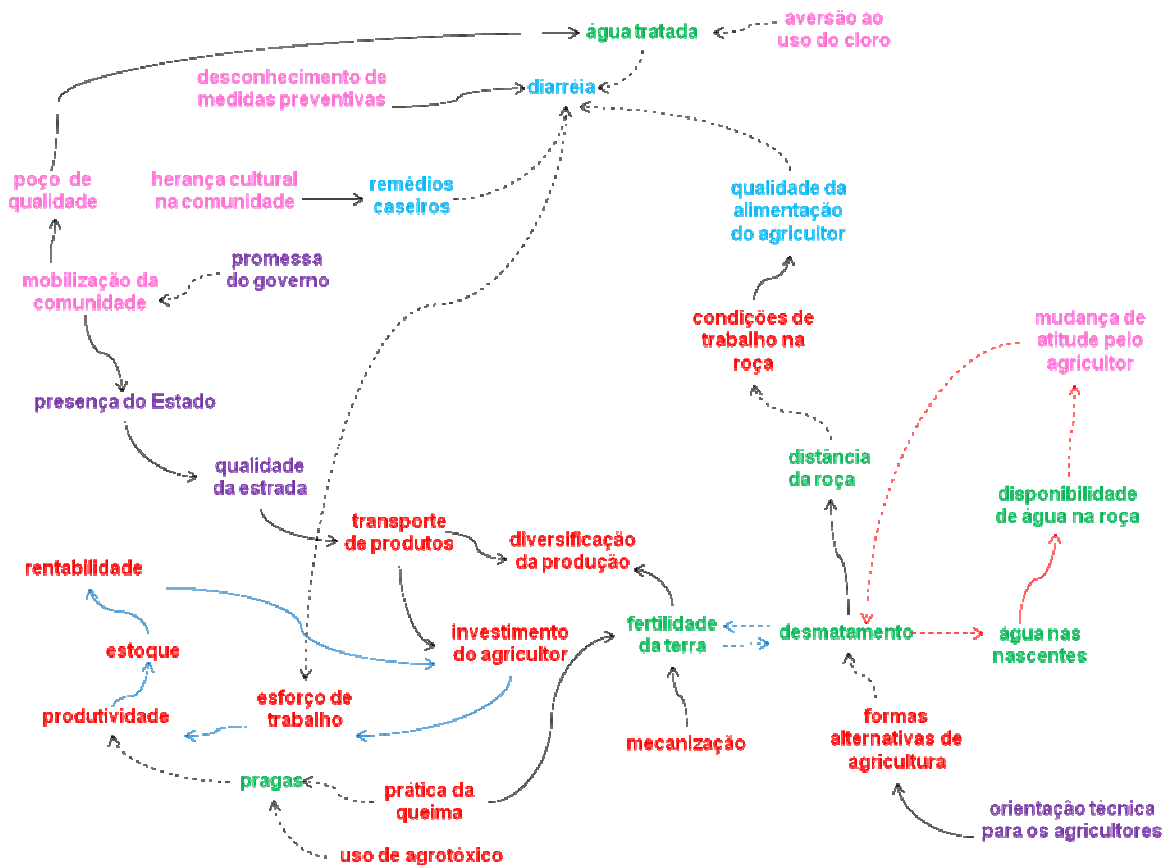 água tratada
aversão ao
uso do cloro
desconhecimento de
medidas preventivas
diarréia
poço de
qualidade
herança cultural
na comunidade
remédios
caseiros
qualidade da
alimentação
do agricultor
mobilização da
comunidade
promessa
do governo
condições de
trabalho na
roça
mudança de
atitude pelo
agricultor
presença do Estado
qualidade
da estrada
distância
da roça
disponibilidade
de água na roça
transporte
de produtos
diversificação
da produção
rentabilidade
investimento
do agricultor
fertilidade
da terra
desmatamento
água nas
nascentes
estoque
produtividade
esforço de
trabalho
mecanização
formas
alternativas de
agricultura
pragas
prática da
queima
orientação técnica
para os agricultores
uso de agrotóxico